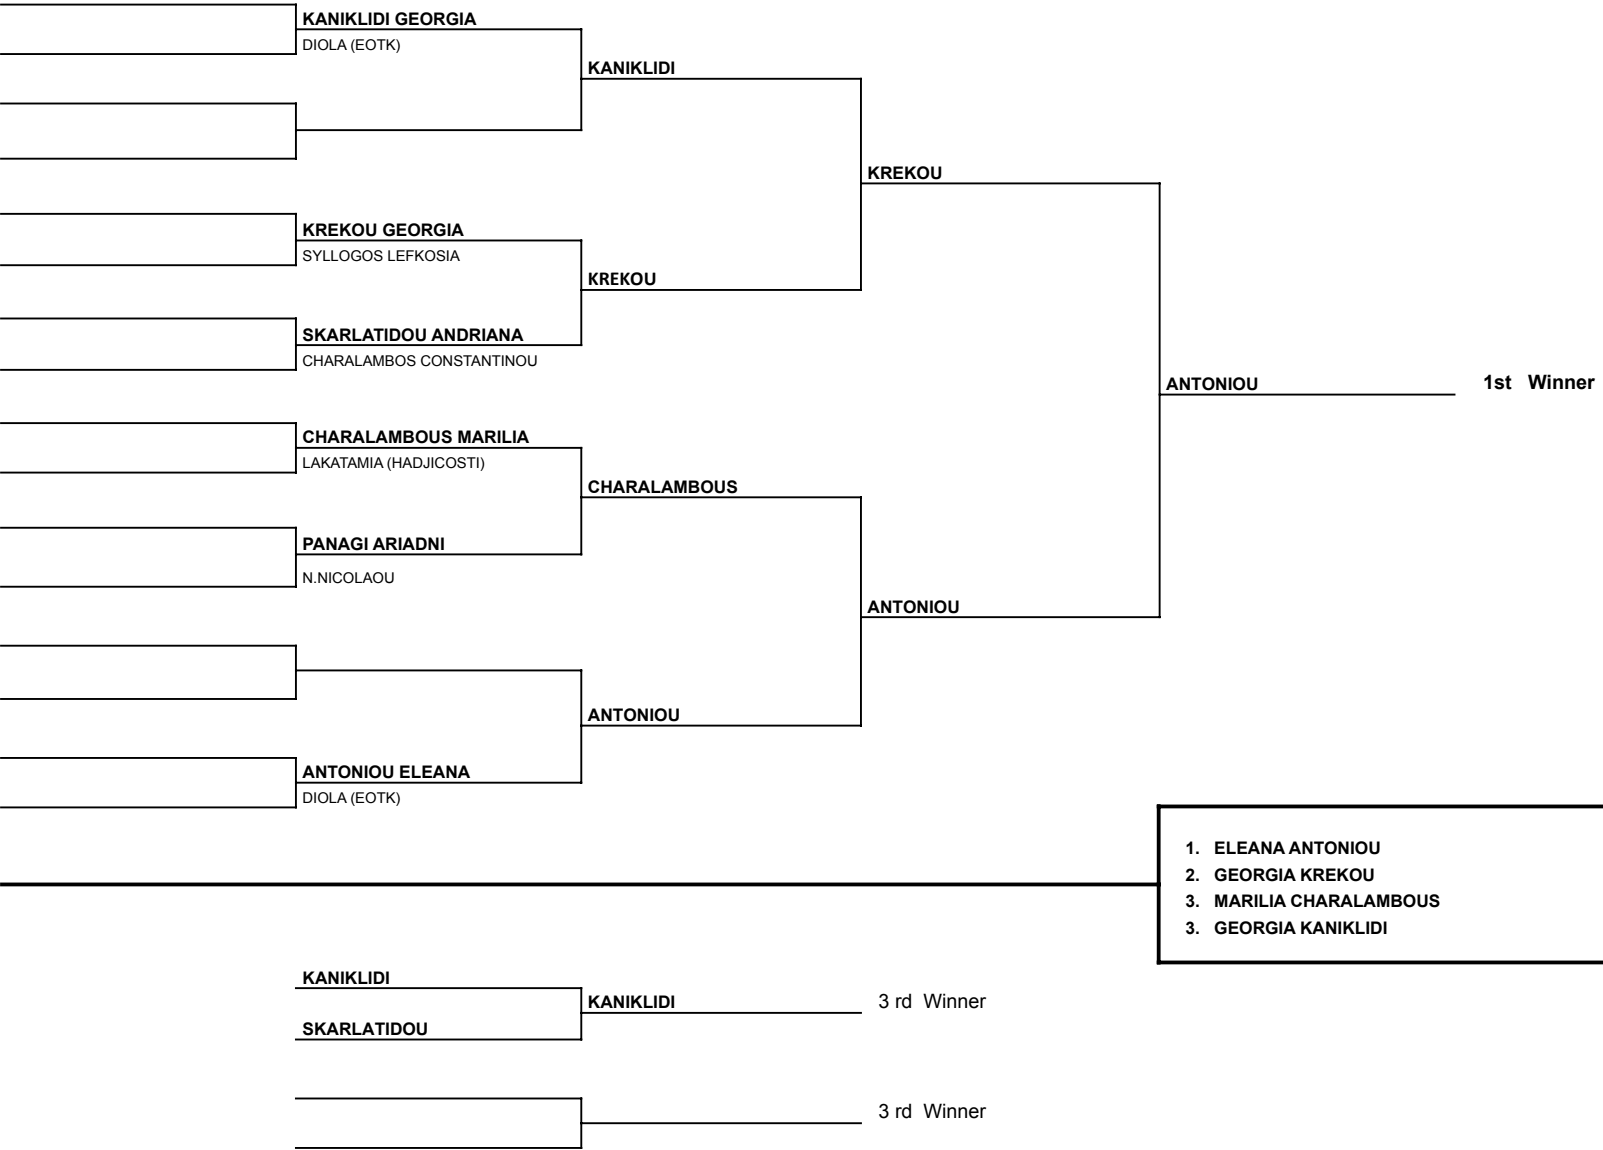 KANIKLIDI GEORGIA
DIOLA (EOTK)
KANIKLIDI
KREKOU
KREKOU GEORGIA
SYLLOGOS LEFKOSIA
KREKOU
SKARLATIDOU ANDRIANA
CHARALAMBOS CONSTANTINOU
ANTONIOU 1st Winner
CHARALAMBOUS MARILIA
LAKATAMIA (HADJICOSTI)
CHARALAMBOUS
PANAGI ARIADNI
N.NICOLAOU
ANTONIOU
ANTONIOU
ANTONIOU ELEANA
DIOLA (EOTK)
1. ELEANA ANTONIOU
2. GEORGIA KREKOU
3. MARILIA CHARALAMBOUS
3. GEORGIA KANIKLIDI
KANIKLIDI
KANIKLIDI 3 rd Winner
SKARLATIDOU
3 rd Winner